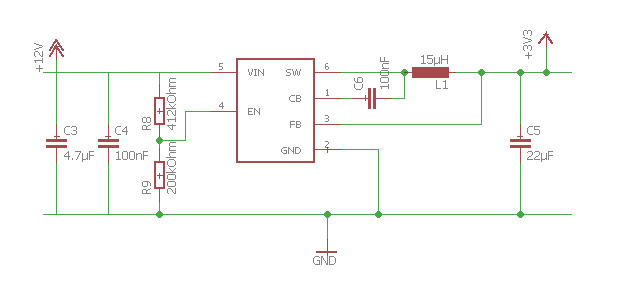 +12V
+3V3
5
VIN
SW
6
15µH
L1
C6
100nF
CB
1
4
EN
FB
3
GND
2
R8
412kOhm
C3
4.7µF
C4
100nF
R9
200kOhm
C5
22µF
GND